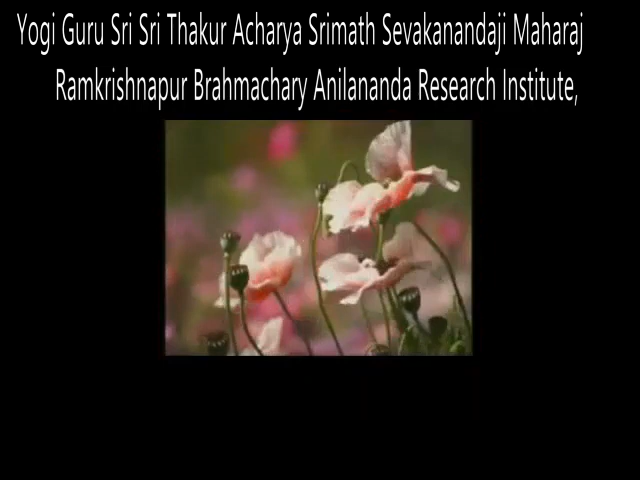 Yogi Guru Sri Sri Thakur Acharya Srimath Sevakanandaji Maharaj
Ramkrishnapur Brahmachary Anilananda Research Institute,